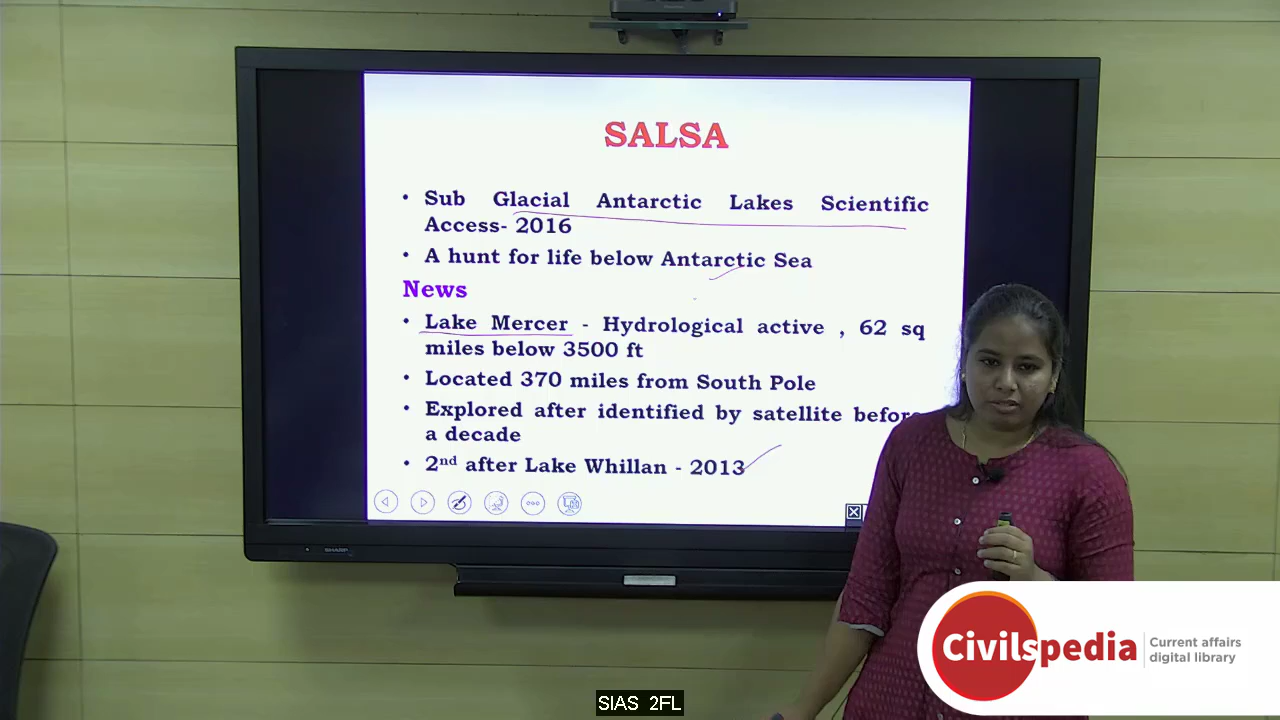 SALSA
• Sub Glacial Antarctic Lakes Scientific
Access- 2016
• A hunt for life below Antarctic Sea
News
• Lake Mercer - Hydrological active , 62 sq
miles below 3500 ft
• Located 370 miles from South Pole
• Explored after identified by satellite before
a decade
• 2nd after Lake Whillan - 2013
SHARP
Civilspedia
Current affairs
digital library
SIAS 2FL